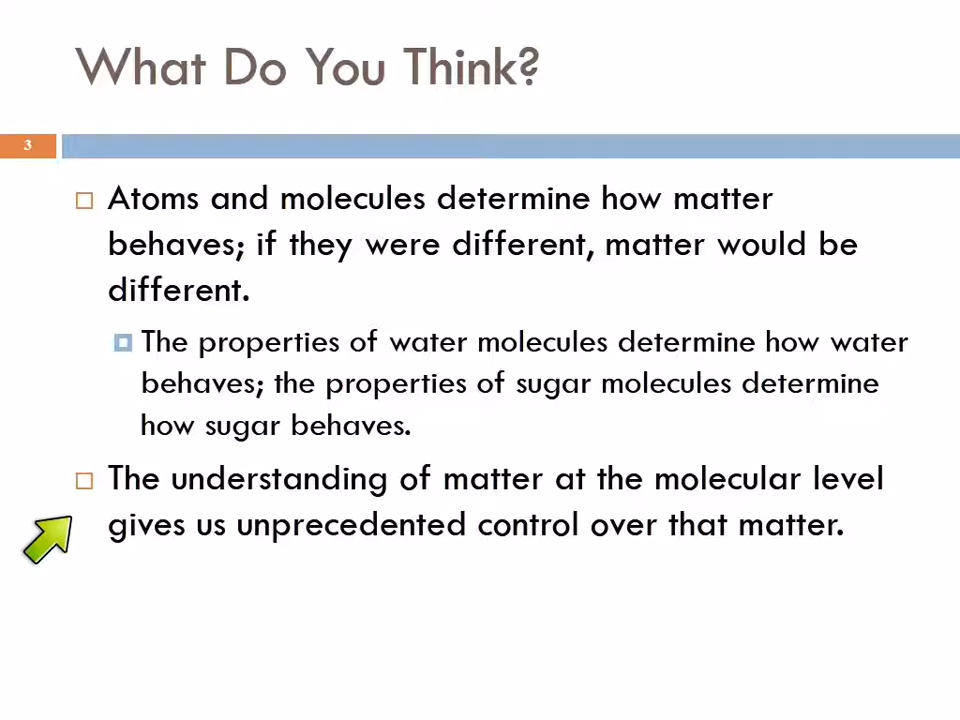 What Do You Think?
3
Atoms and molecules determine how matter
behaves; if they were different, matter would be
different.
The properties of water molecules determine how water
behaves; the properties of sugar molecules determine
how sugar behaves.
The understanding of matter at the molecular level
gives us unprecedented control over that matter.